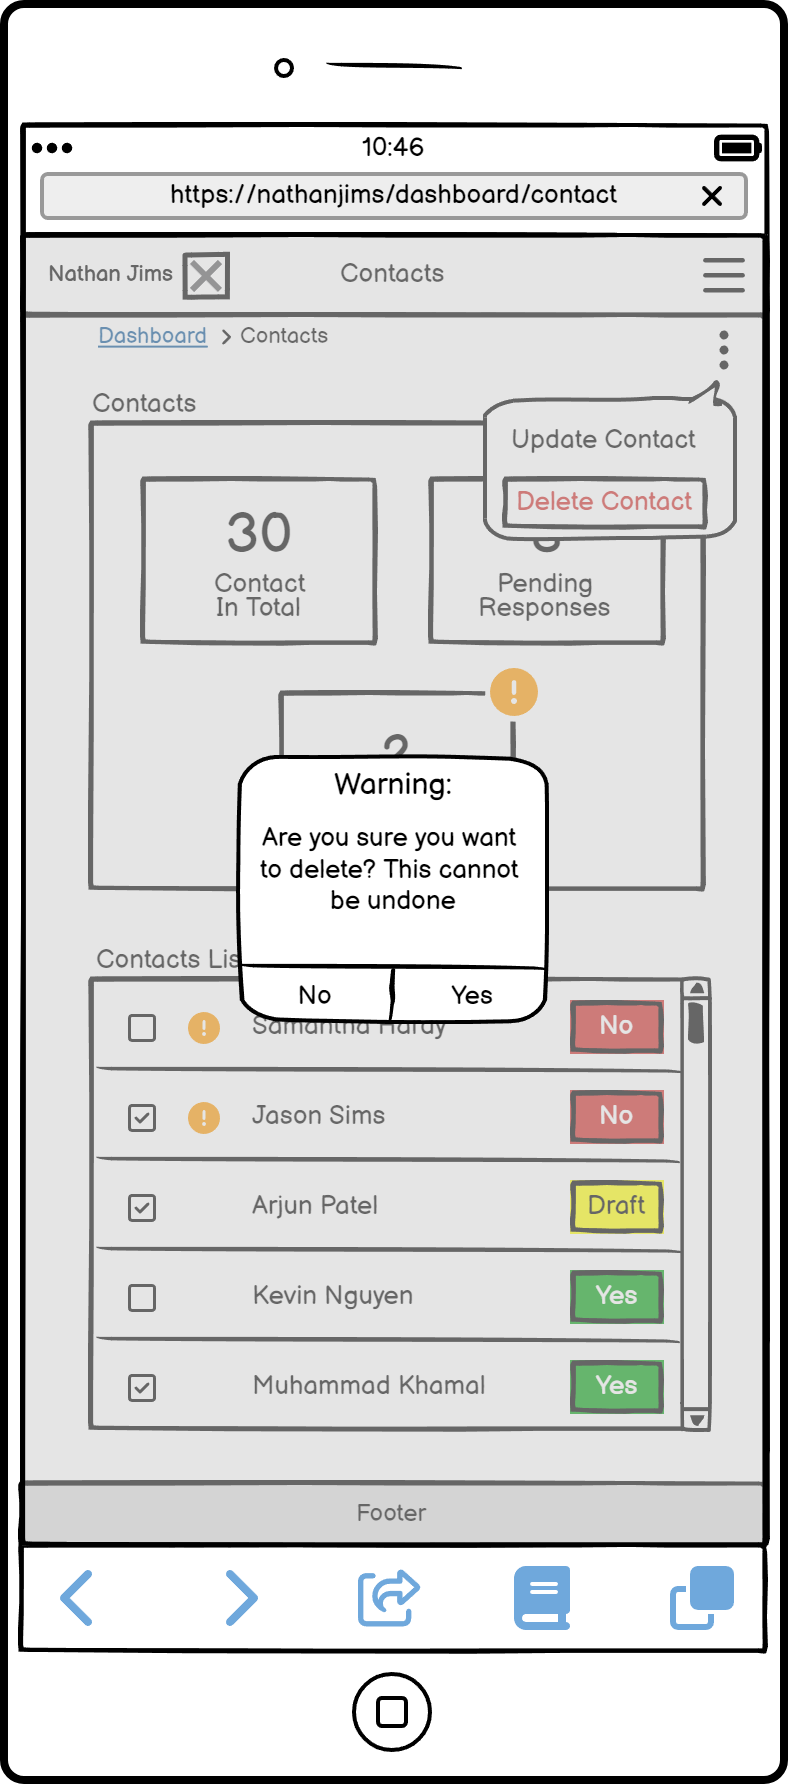 10:46
https://nathanjims/dashboard/contact
Nathan Jims
Contacts
Dashboard > Contacts
Contacts
Update Contact
Delete Contact
30
Contact
In Total
Pending
Responses
!
2
Warning:
Are you sure you want
to delete? This cannot
be undone
No Yes
Contacts Lis
! Samantha Hardy No
! Jason Sims No
Arjun Patel Draft
Kevin Nguyen Yes
Muhammad Khamal Yes
Footer